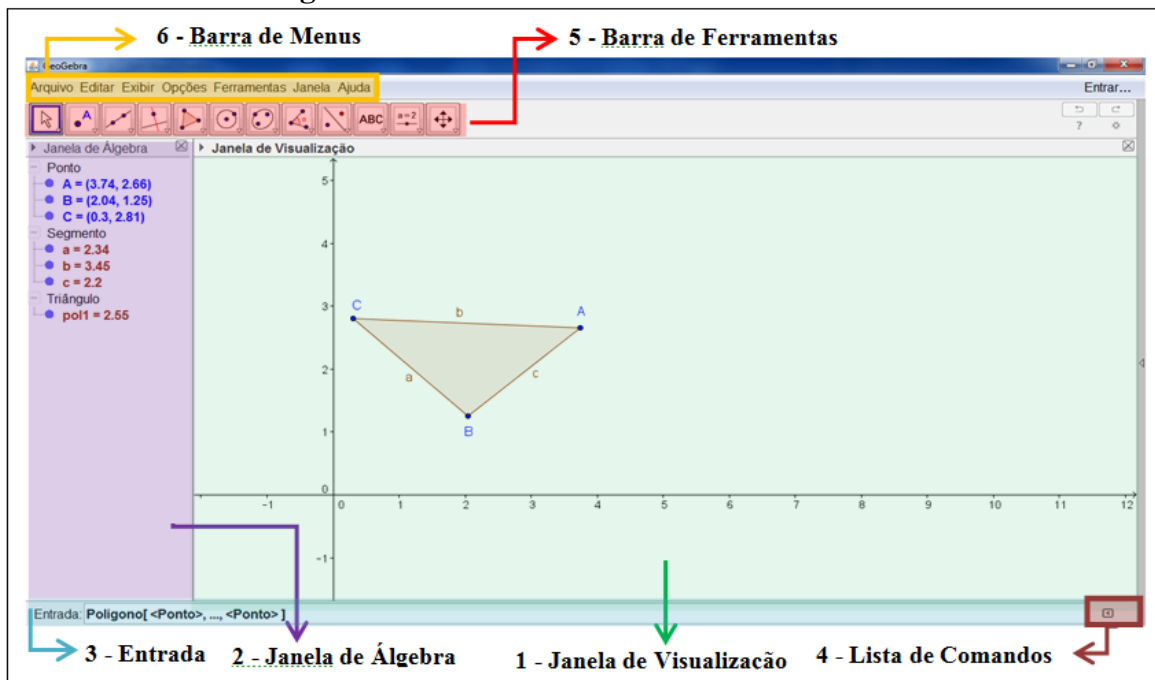 6 - Barra de Menus
5 - Barra de Ferramentas
GeoGebra
Arquivo Editar Exibir Opções Ferramentas Janela Ajuda
Entrar...
A
ABC
a=2
?
Janela de Álgebra
Janela de Visualização
Ponto
A = (3.74, 2.66)
B = (2.04, 1.25)
C = (0.3, 2.81)
Segmento
a = 2.34
b = 3.45
c = 2.2
Triângulo
pol1 = 2.55
5
4
3
2
1
0
-1
C
b
A
a
c
B
-1 0 1 2 3 4 5 6 7 8 9 10 11 12
Entrada: Polígono[ <Ponto>, ..., <Ponto> ]
3 - Entrada
2 - Janela de Álgebra
1 - Janela de Visualização
4 - Lista de Comandos